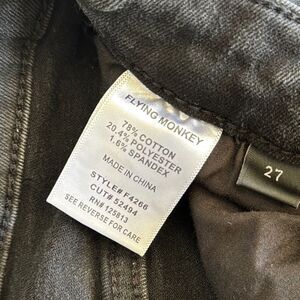 FLYING MONKEY
78% COTTON
20.4% POLYESTER
1.6% SPANDEX
MADE IN CHINA
STYLE# F4266
CUT# 52494
RN# 125813
SEE REVERSE FOR CARE
27